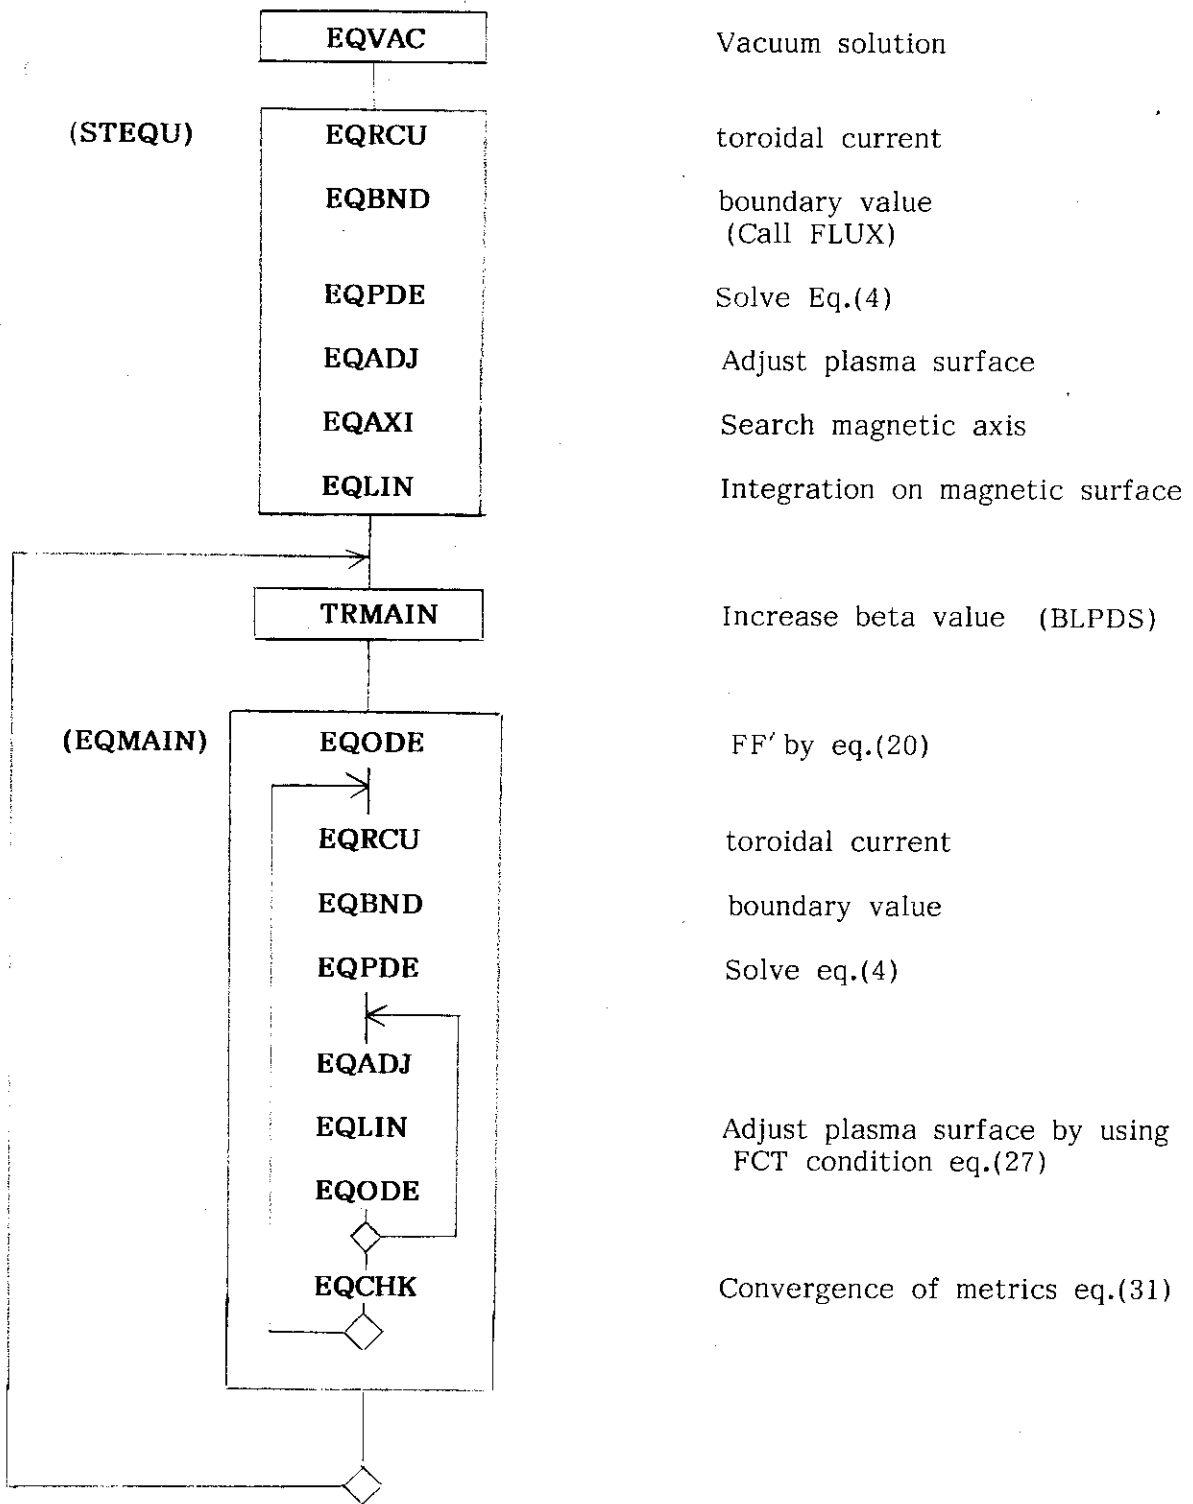 EQVAC Vacuum solution
(STEQU) EQRCU toroidal current
EQBND boundary value
(Call FLUX)
EQPDE Solve Eq.(4)
EQADJ Adjust plasma surface
EQAXI Search magnetic axis
EQLIN Integration on magnetic surface
TRMAIN Increase beta value (BLPDS)
(EQMAIN) EQODE FF′ by eq.(20)
EQRCU toroidal current
EQBND boundary value
EQPDE Solve eq.(4)
EQADJ
EQLIN Adjust plasma surface by using
FCT condition eq.(27)
EQODE
EQCHK Convergence of metrics eq.(31)